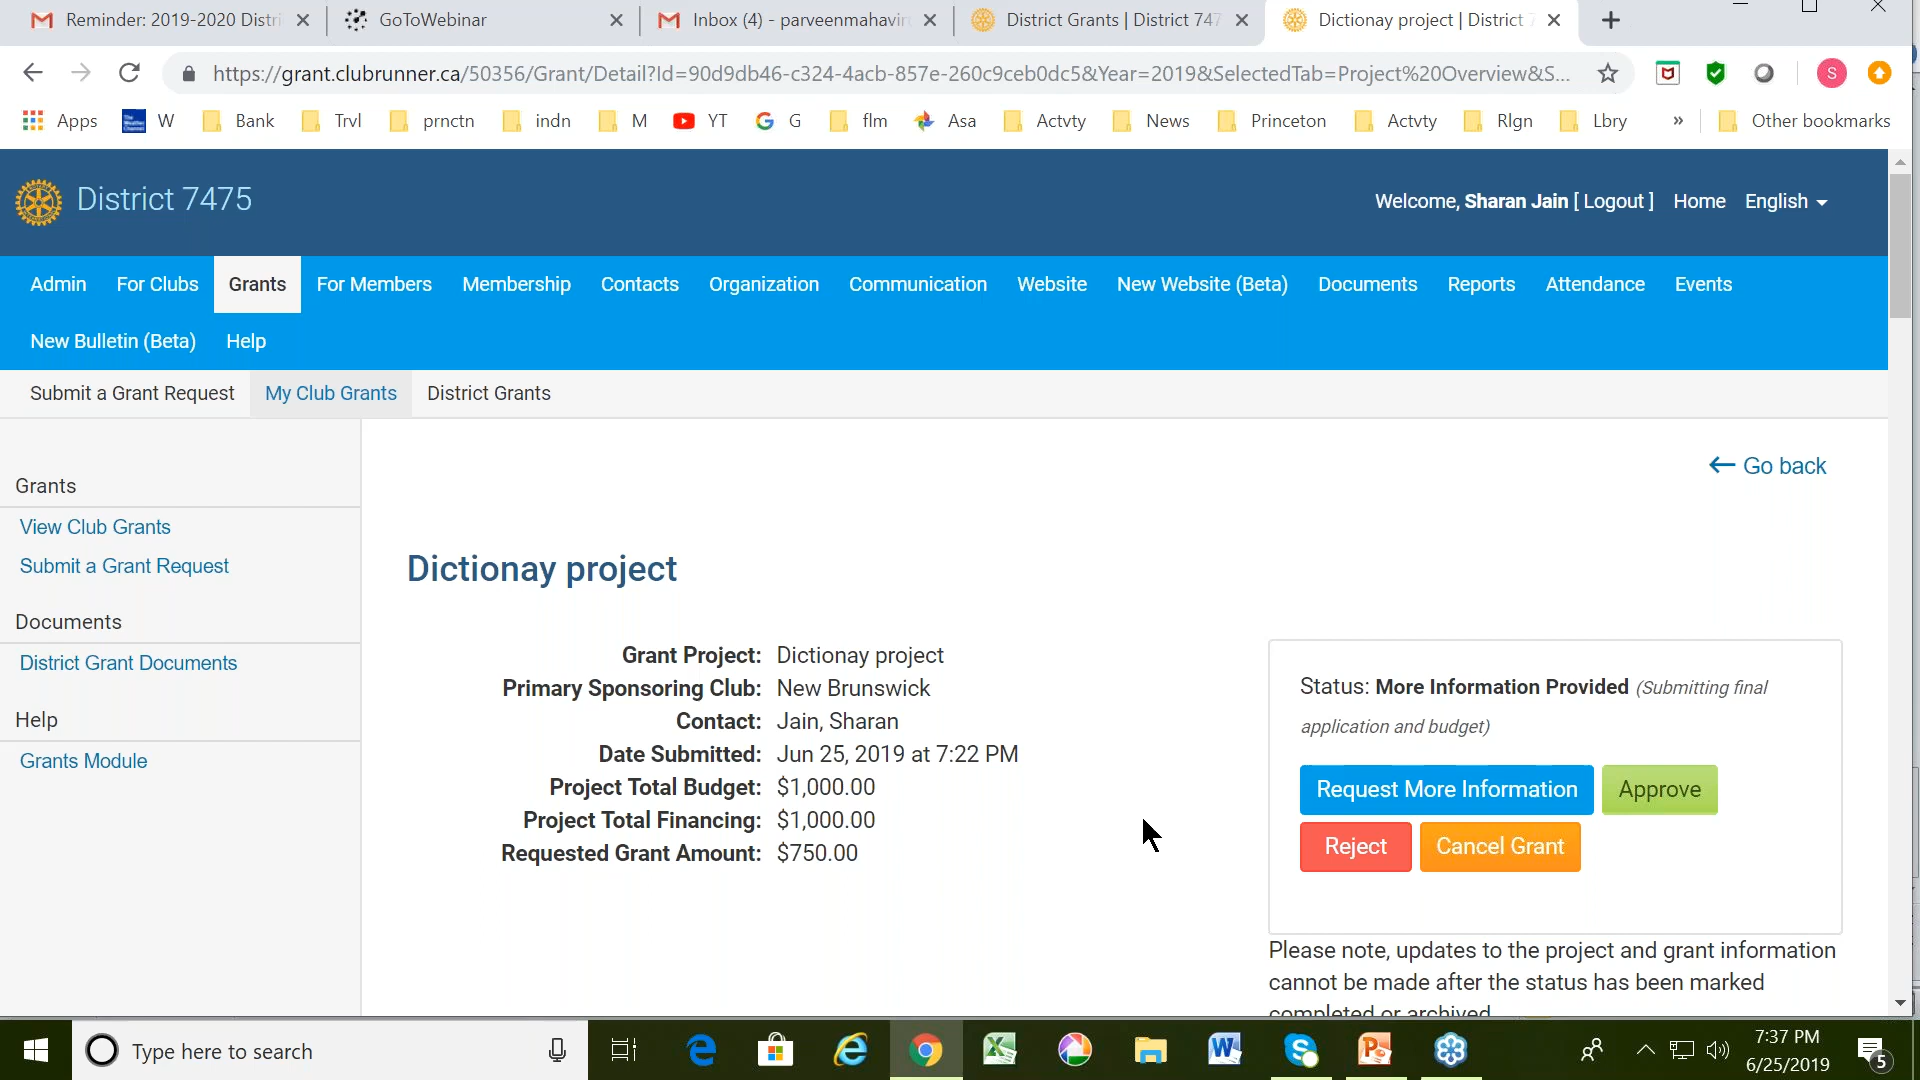 Reminder: 2019-2020 Distri
GoToWebinar
Inbox (4) - parveenmahavir
District Grants | District 747
Dictionay project | District 7
https://grant.clubrunner.ca/50356/Grant/Detail?Id=90d9db46-c324-4acb-857e-260c9ceb0dc5&Year=2019&SelectedTab=Project%20Overview&S...
S
Apps W Bank Trvl prnctn indn M YT G flm Asa Actvty News Princeton Actvty Rlgn Lbry » Other bookmarks
District 7475
Welcome, Sharan Jain [ Logout ] Home English
Admin For Clubs Grants For Members Membership Contacts Organization Communication Website New Website (Beta) Documents Reports Attendance Events
New Bulletin (Beta) Help
Submit a Grant Request My Club Grants District Grants
← Go back
Grants
View Club Grants
Submit a Grant Request
Documents
District Grant Documents
Help
Grants Module
Dictionay project
Grant Project: Dictionay project
Primary Sponsoring Club: New Brunswick
Contact: Jain, Sharan
Date Submitted: Jun 25, 2019 at 7:22 PM
Project Total Budget: $1,000.00
Project Total Financing: $1,000.00
Requested Grant Amount: $750.00
Status: More Information Provided (Submitting final
application and budget)
Request More Information Approve
Reject Cancel Grant
Please note, updates to the project and grant information
cannot be made after the status has been marked
completed or archived
Type here to search
7:37 PM
6/25/2019
5